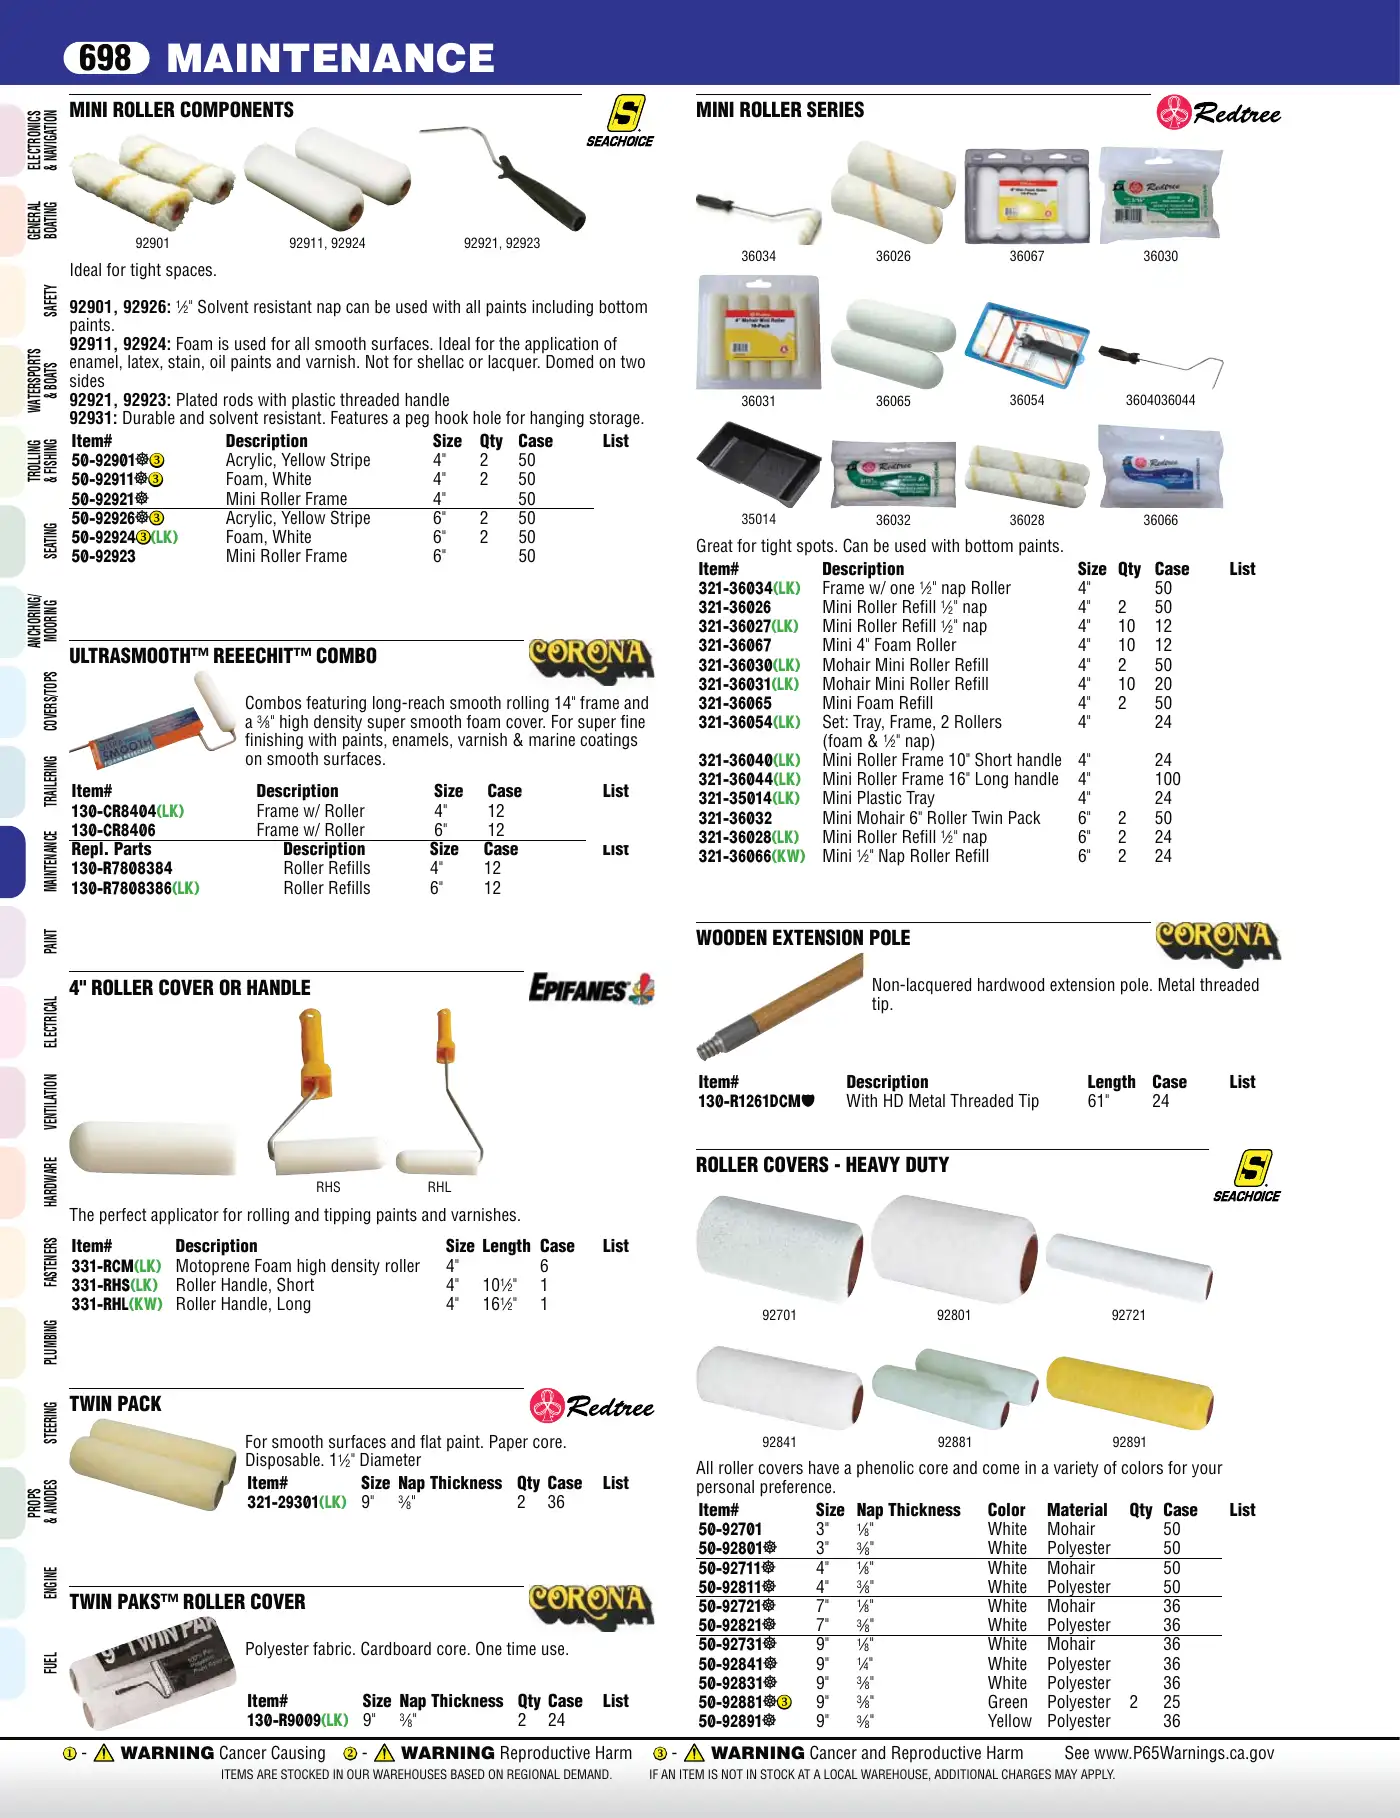 698 MAINTENANCE
ELECTRONICS & NAVIGATION
GENERAL BOATING
SAFETY
WATERSPORTS & BOATS
TROLLING & FISHING
SEATING
ANCHORING/ MOORING
COVERS/TOPS
TRAILERING
MAINTENANCE
PAINT
ELECTRICAL
VENTILATION
HARDWARE
FASTENERS
PLUMBING
STEERING
PROPS & ANODES
ENGINE
FUEL
MINI ROLLER COMPONENTS
SEACHOICE
92901 92911, 92924 92921, 92923
Ideal for tight spaces.
92901, 92926: ½" Solvent resistant nap can be used with all paints including bottom
paints.
92911, 92924: Foam is used for all smooth surfaces. Ideal for the application of
enamel, latex, stain, oil paints and varnish. Not for shellac or lacquer. Domed on two
sides
92921, 92923: Plated rods with plastic threaded handle
92931: Durable and solvent resistant. Features a peg hook hole for hanging storage.
Item# Description Size Qty Case List
50-92901☸③ Acrylic, Yellow Stripe 4" 2 50
50-92911☸③ Foam, White 4" 2 50
50-92921☸ Mini Roller Frame 4" 50
50-92926☸③ Acrylic, Yellow Stripe 6" 2 50
50-92924③(LK) Foam, White 6" 2 50
50-92923 Mini Roller Frame 6" 50
ULTRASMOOTH™ REEECHIT™ COMBO
CORONA
Combos featuring long-reach smooth rolling 14" frame and
a ⅜" high density super smooth foam cover. For super fine
finishing with paints, enamels, varnish & marine coatings
on smooth surfaces.
Item# Description Size Case List
130-CR8404(LK) Frame w/ Roller 4" 12
130-CR8406 Frame w/ Roller 6" 12
Repl. Parts Description Size Case List
130-R7808384 Roller Refills 4" 12
130-R7808386(LK) Roller Refills 6" 12
4" ROLLER COVER OR HANDLE
EPIFANES
RHS RHL
The perfect applicator for rolling and tipping paints and varnishes.
Item# Description Size Length Case List
331-RCM(LK) Motoprene Foam high density roller 4" 6
331-RHS(LK) Roller Handle, Short 4" 10½" 1
331-RHL(KW) Roller Handle, Long 4" 16½" 1
TWIN PACK
Redtree
For smooth surfaces and flat paint. Paper core.
Disposable. 1½" Diameter
Item# Size Nap Thickness Qty Case List
321-29301(LK) 9" ⅜" 2 36
TWIN PAKS™ ROLLER COVER
CORONA
9" TWIN PAK
Polyester fabric. Cardboard core. One time use.
Item# Size Nap Thickness Qty Case List
130-R9009(LK) 9" ⅜" 2 24
MINI ROLLER SERIES
Redtree
36034 36026 36067 36030
36031 36065 36054 3604036044
35014 36032 36028 36066
Great for tight spots. Can be used with bottom paints.
Item# Description Size Qty Case List
321-36034(LK) Frame w/ one ½" nap Roller 4" 50
321-36026 Mini Roller Refill ½" nap 4" 2 50
321-36027(LK) Mini Roller Refill ½" nap 4" 10 12
321-36067 Mini 4" Foam Roller 4" 10 12
321-36030(LK) Mohair Mini Roller Refill 4" 2 50
321-36031(LK) Mohair Mini Roller Refill 4" 10 20
321-36065 Mini Foam Refill 4" 2 50
321-36054(LK) Set: Tray, Frame, 2 Rollers 4" 24
(foam & ½" nap)
321-36040(LK) Mini Roller Frame 10" Short handle 4" 24
321-36044(LK) Mini Roller Frame 16" Long handle 4" 100
321-35014(LK) Mini Plastic Tray 4" 24
321-36032 Mini Mohair 6" Roller Twin Pack 6" 2 50
321-36028(LK) Mini Roller Refill ½" nap 6" 2 24
321-36066(KW) Mini ½" Nap Roller Refill 6" 2 24
WOODEN EXTENSION POLE
CORONA
Non-lacquered hardwood extension pole. Metal threaded
tip.
Item# Description Length Case List
130-R1261DCM With HD Metal Threaded Tip 61" 24
ROLLER COVERS - HEAVY DUTY
SEACHOICE
92701 92801 92721
92841 92881 92891
All roller covers have a phenolic core and come in a variety of colors for your
personal preference.
Item# Size Nap Thickness Color Material Qty Case List
50-92701 3" ⅛" White Mohair 50
50-92801☸ 3" ⅜" White Polyester 50
50-92711☸ 4" ⅛" White Mohair 50
50-92811☸ 4" ⅜" White Polyester 50
50-92721☸ 7" ⅛" White Mohair 36
50-92821☸ 7" ⅜" White Polyester 36
50-92731☸ 9" ⅛" White Mohair 36
50-92841☸ 9" ¼" White Polyester 36
50-92831☸ 9" ⅜" White Polyester 36
50-92881☸③ 9" ⅜" Green Polyester 2 25
50-92891☸ 9" ⅜" Yellow Polyester 36
① - ⚠ WARNING Cancer Causing ② - ⚠ WARNING Reproductive Harm ③ - ⚠ WARNING Cancer and Reproductive Harm See www.P65Warnings.ca.gov
ITEMS ARE STOCKED IN OUR WAREHOUSES BASED ON REGIONAL DEMAND. IF AN ITEM IS NOT IN STOCK AT A LOCAL WAREHOUSE, ADDITIONAL CHARGES MAY APPLY.